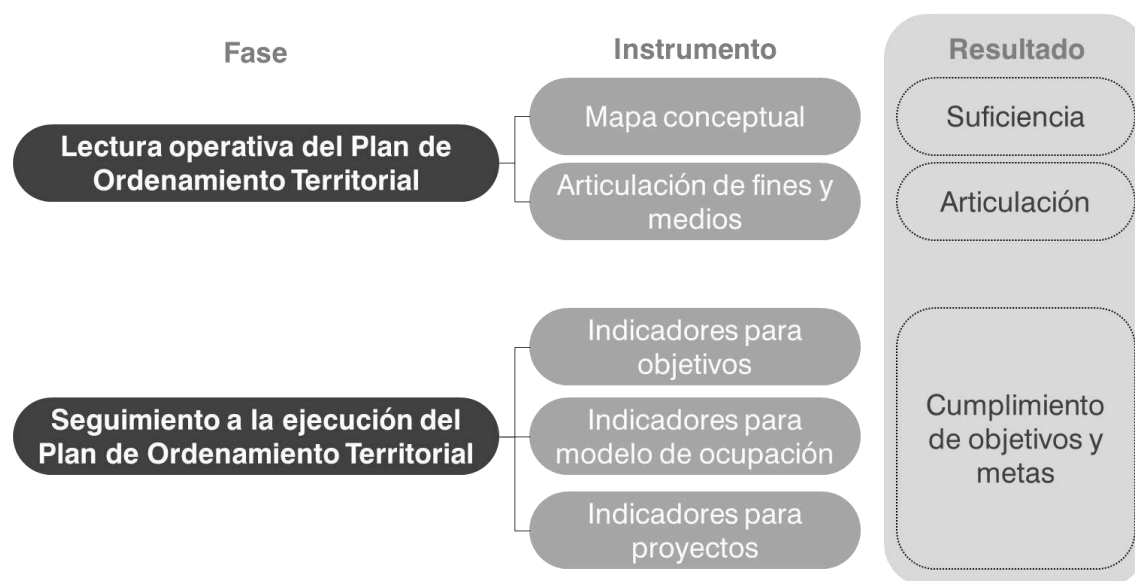 Fase
Instrumento
Resultado
Lectura operativa del Plan de
Ordenamiento Territorial
Mapa conceptual
Suficiencia
Articulación de fines y
medios
Articulación
Seguimiento a la ejecución del
Plan de Ordenamiento Territorial
Indicadores para
objetivos
Indicadores para
modelo de ocupación
Indicadores para
proyectos
Cumplimiento
de objetivos y
metas